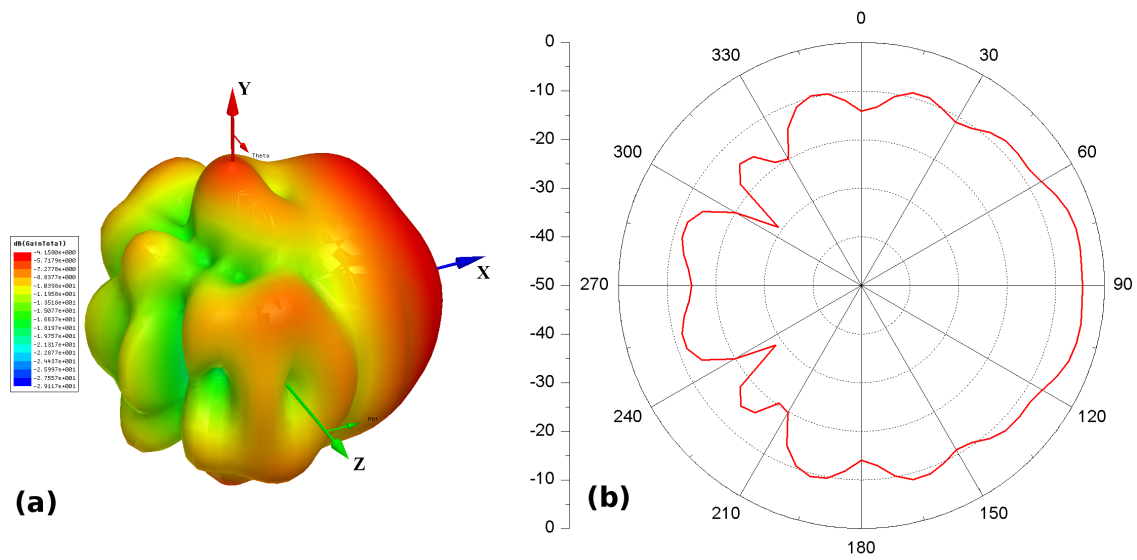 Y
Theta
X
Phi
Z
dB(GainTotal)
-4.1580e+000
-5.7179e+000
-7.2778e+000
-8.8377e+000
-1.0398e+001
-1.1958e+001
-1.3518e+001
-1.5077e+001
-1.6637e+001
-1.8197e+001
-1.9757e+001
-2.1317e+001
-2.2877e+001
-2.4437e+001
-2.5997e+001
-2.7557e+001
-2.9117e+001
(a)
0
-10
-20
-30
-40
-50
-40
-30
-20
-10
0
0
30
60
90
120
150
180
210
240
270
300
330
(b)